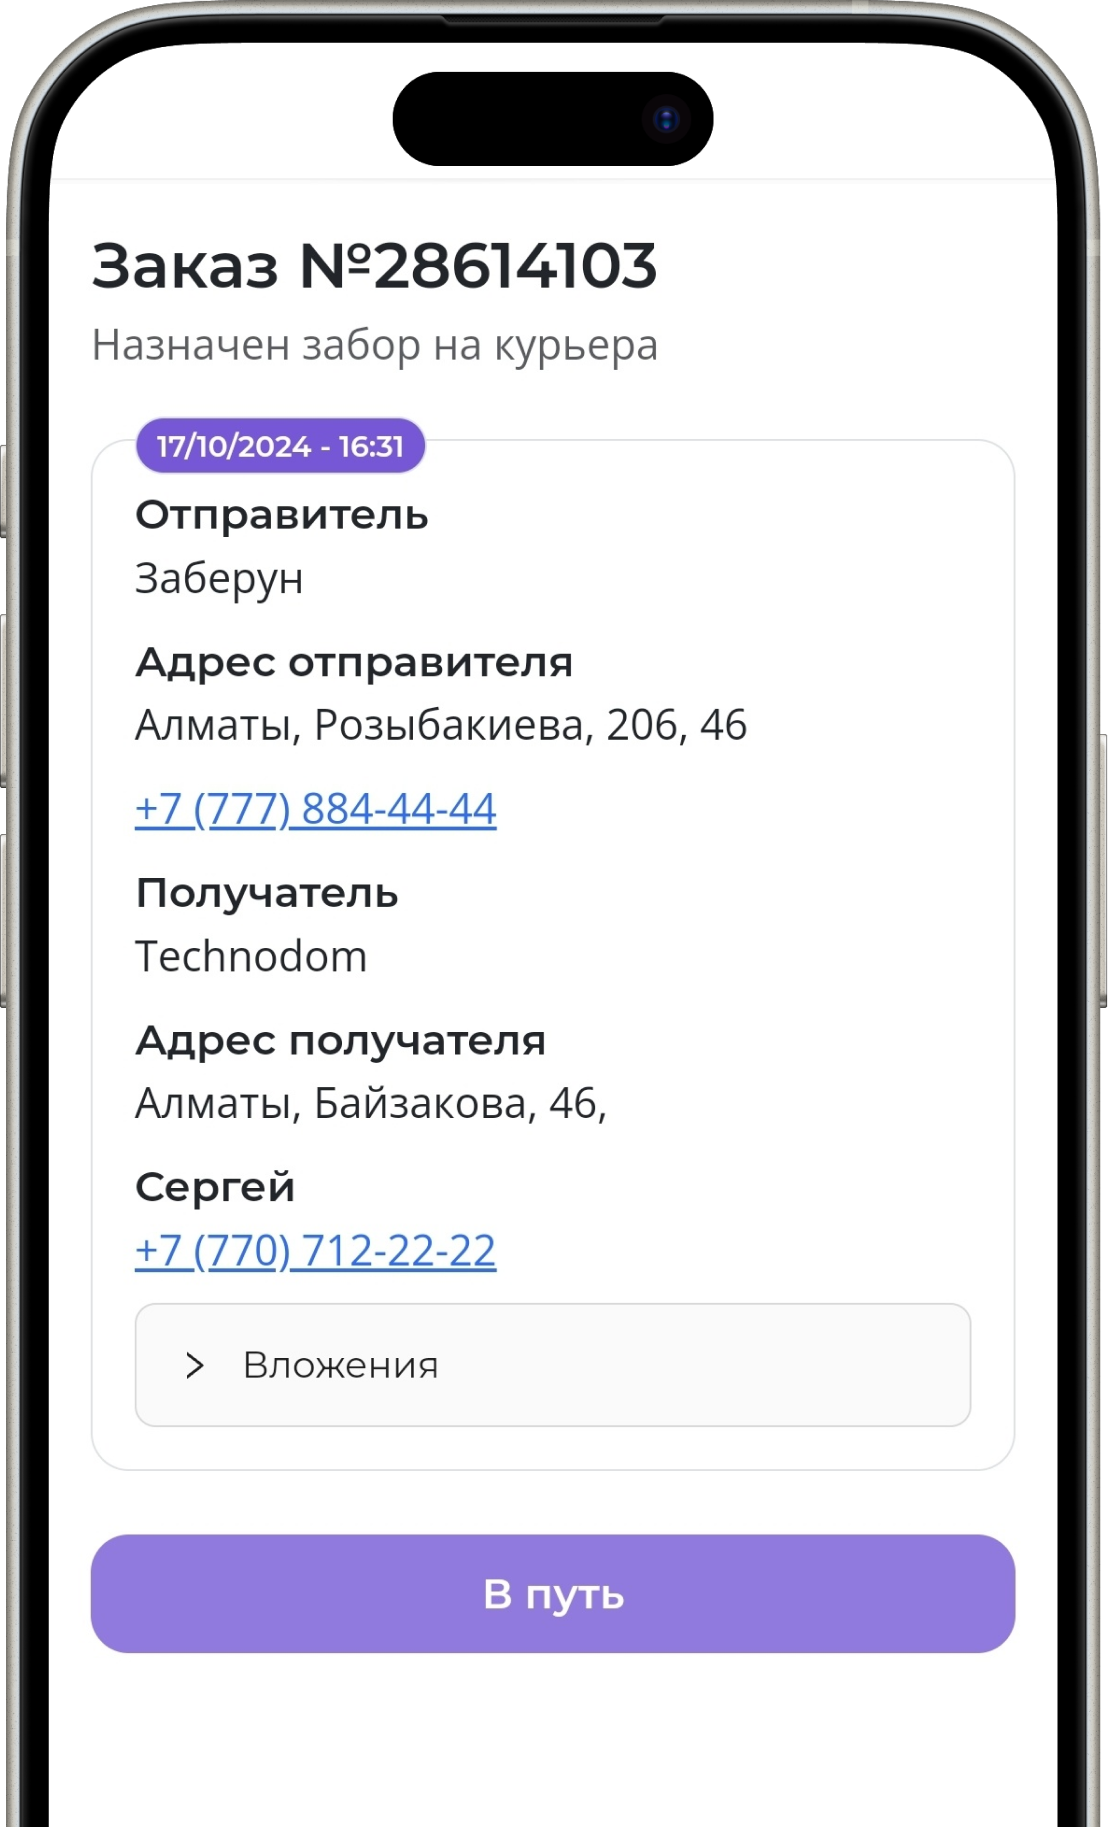 Заказ №28614103
Назначен забор на курьера
17/10/2024 - 16:31
Отправитель
Заберун
Адрес отправителя
Алматы, Розыбакиева, 206, 46
+7 (777) 884-44-44
Получатель
Technodom
Адрес получателя
Алматы, Байзакова, 46,
Сергей
+7 (770) 712-22-22
> Вложения
В путь